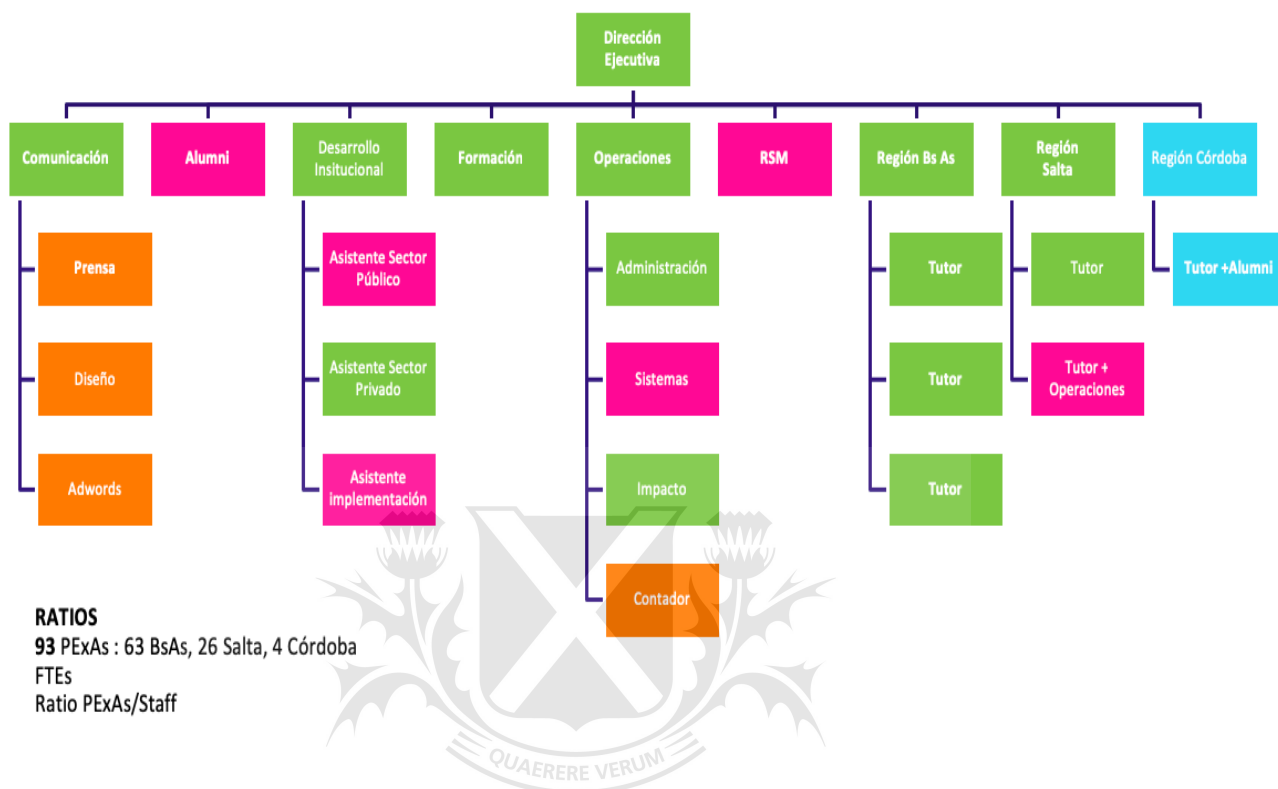 Dirección
Ejecutiva
Comunicación
Alumni
Desarrollo
Insitucional
Formación
Operaciones
RSM
Región Bs As
Región
Salta
Región Córdoba
Prensa
Asistente Sector
Público
Administración
Tutor
Tutor
Tutor +Alumni
Diseño
Asistente Sector
Privado
Sistemas
Tutor
Tutor +
Operaciones
Adwords
Asistente
implementación
Impacto
Tutor
Contador
RATIOS
93 PExAs : 63 BsAs, 26 Salta, 4 Córdoba
FTEs
Ratio PExAs/Staff
QUAERERE VERUM